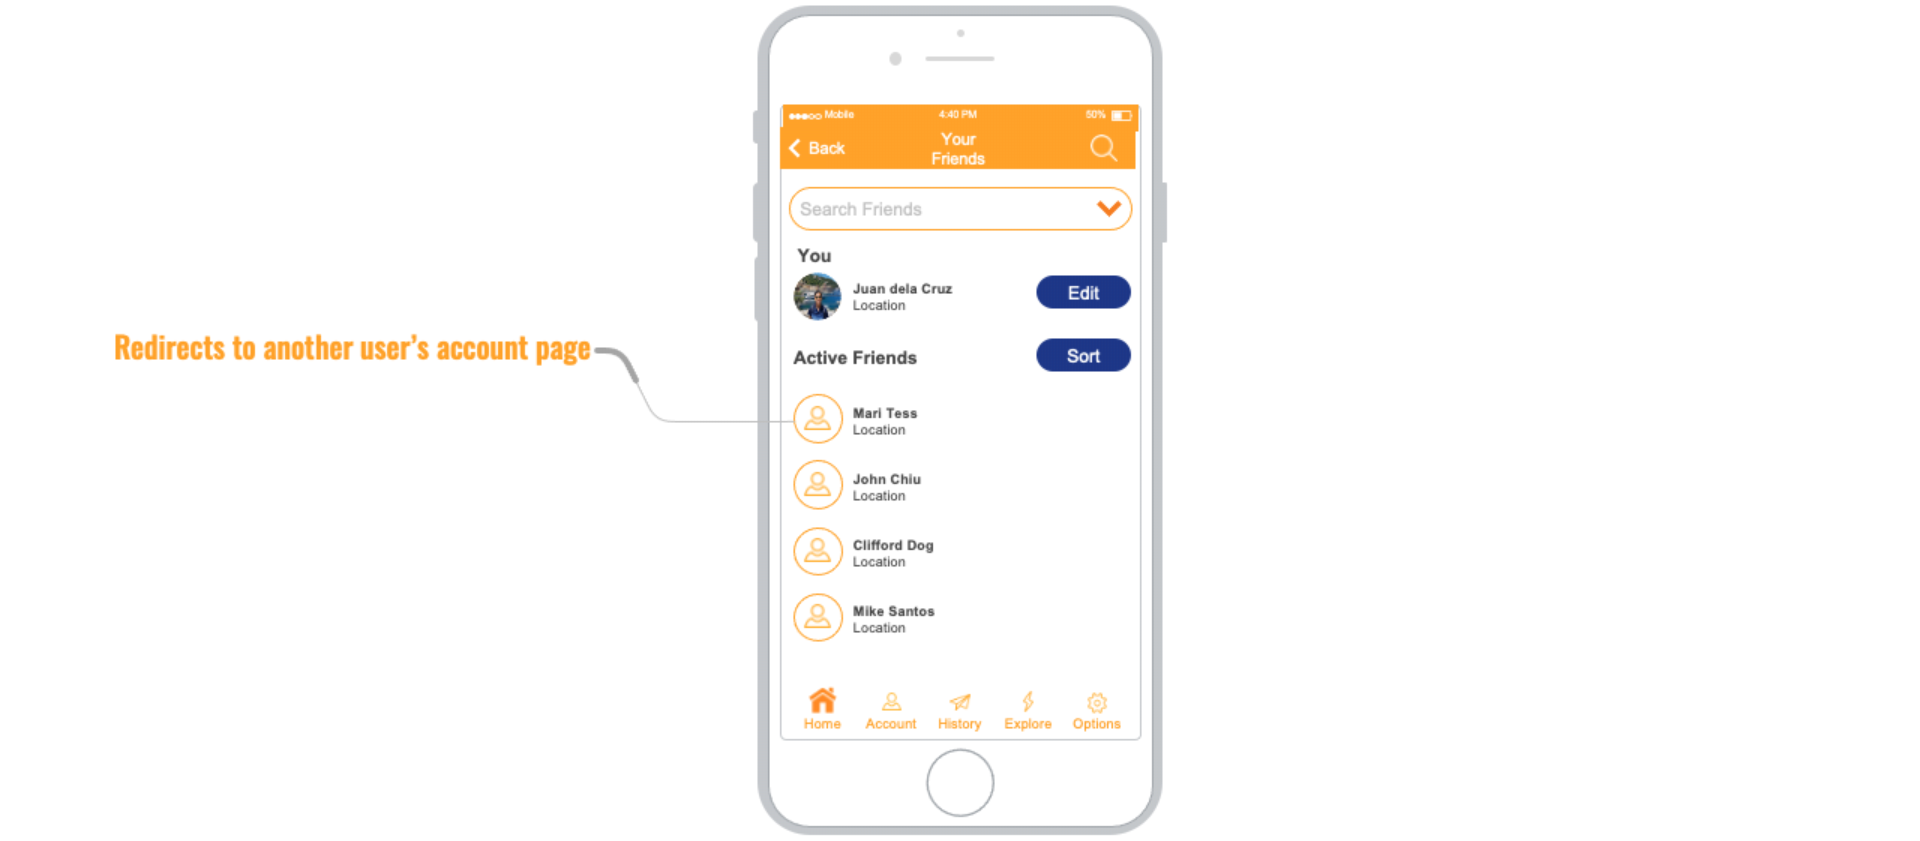 Mobile 4:40 PM 50%
Back
Your
Friends
Search Friends
You
Juan dela Cruz
Location
Edit
Redirects to another user’s account page
Active Friends
Sort
Mari Tess
Location
John Chiu
Location
Clifford Dog
Location
Mike Santos
Location
Home Account History Explore Options